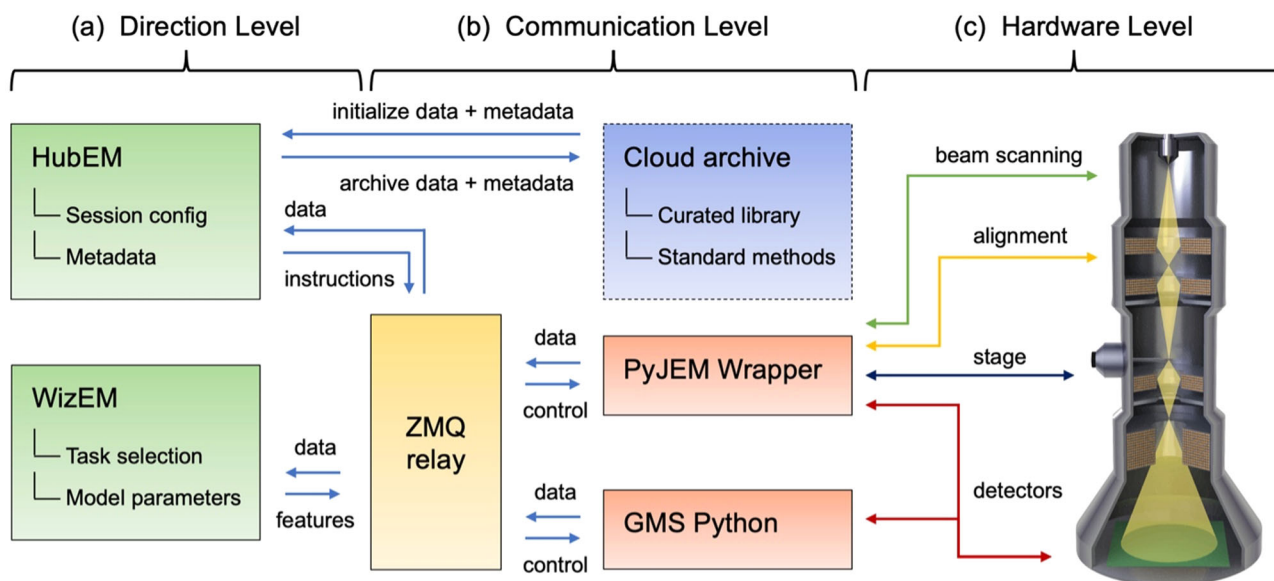 (a) Direction Level
(b) Communication Level
(c) Hardware Level
initialize data + metadata
archive data + metadata
HubEM
Session config
Metadata
data
instructions
Cloud archive
Curated library
Standard methods
beam scanning
alignment
stage
detectors
WizEM
Task selection
Model parameters
data
features
ZMQ
relay
data
control
PyJEM Wrapper
data
control
GMS Python